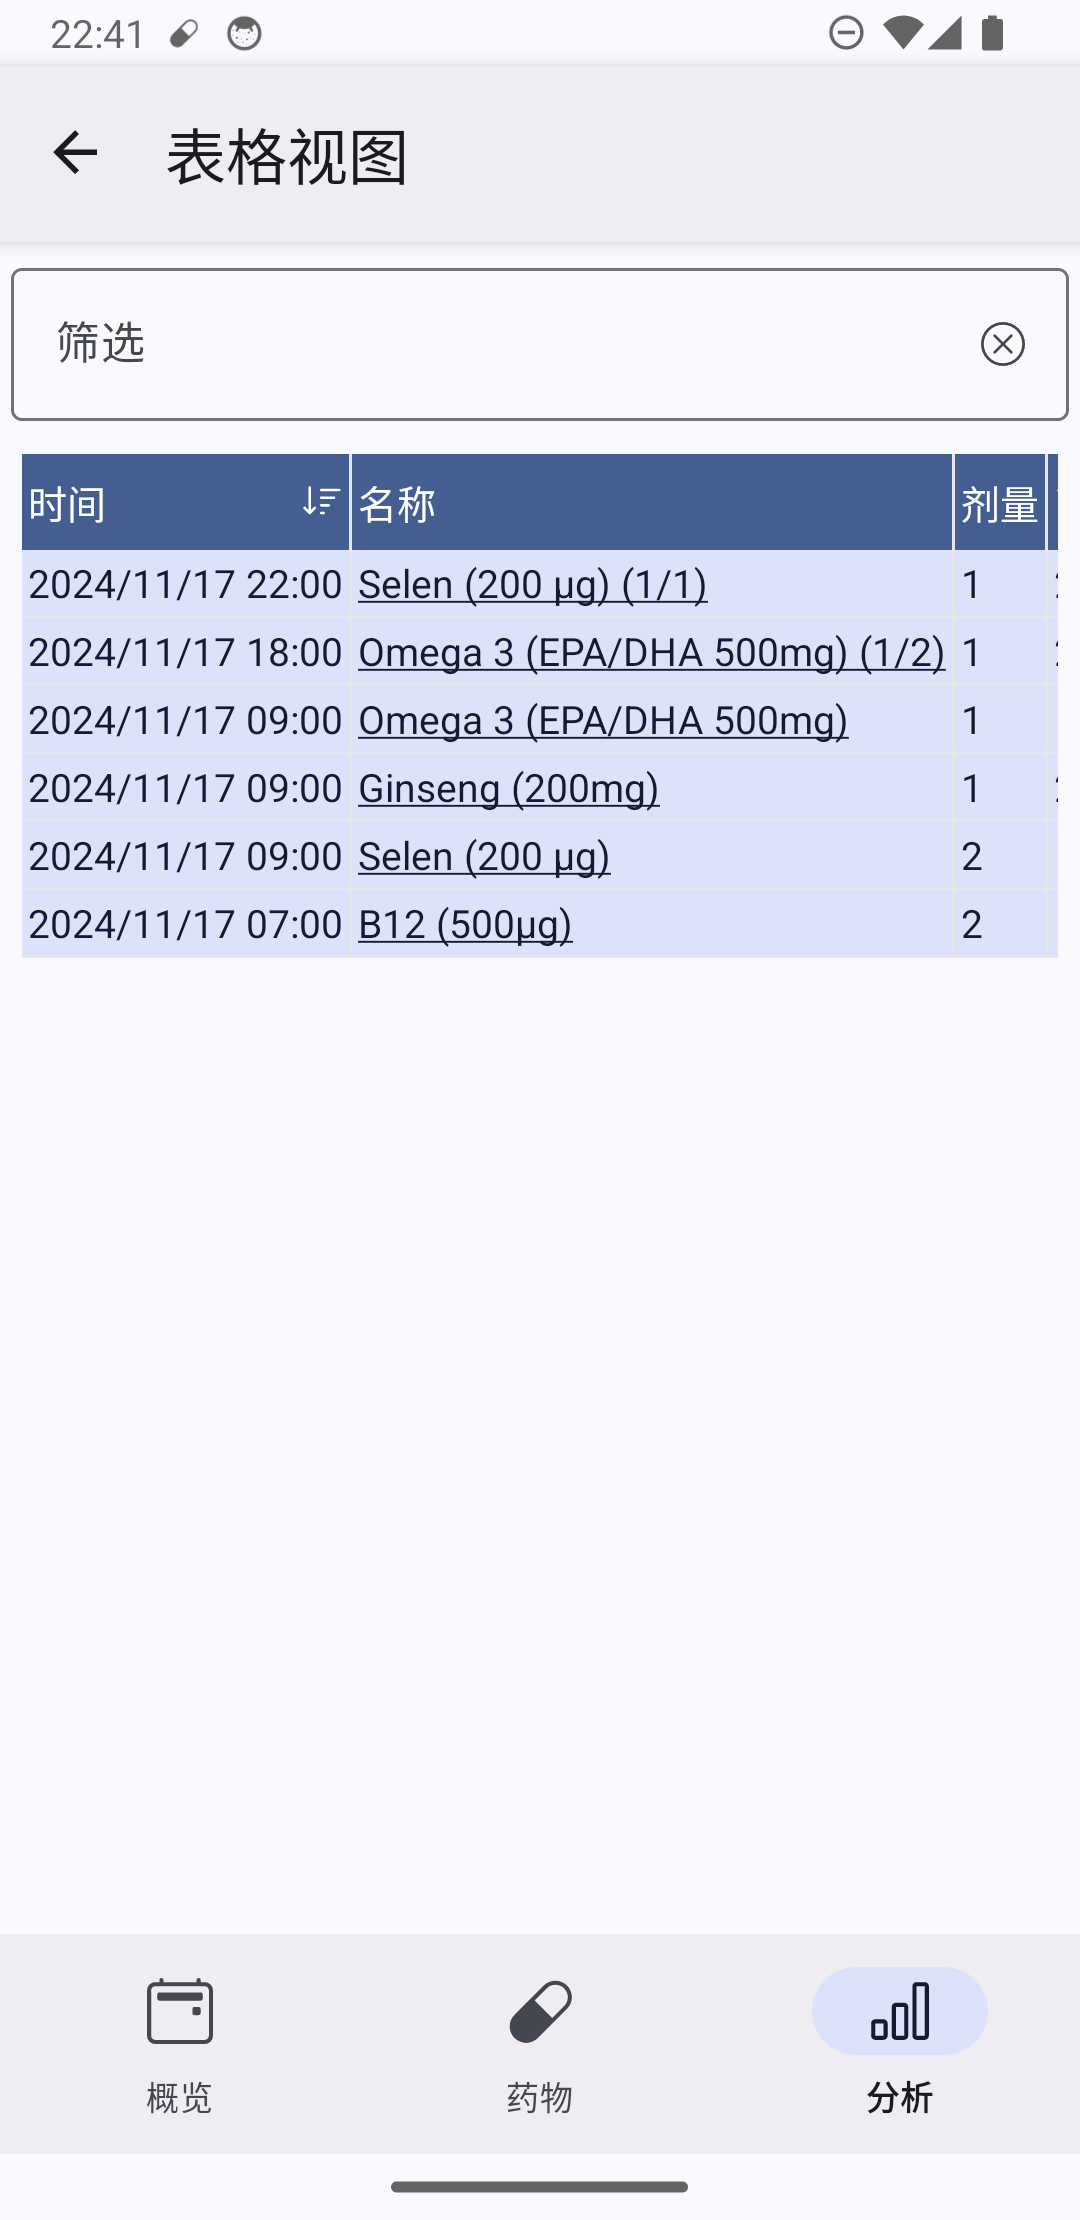 22:41
表格视图
筛选
时间 名称 剂量
2024/11/17 22:00 Selen (200 µg) (1/1) 1
2024/11/17 18:00 Omega 3 (EPA/DHA 500mg) (1/2) 1
2024/11/17 09:00 Omega 3 (EPA/DHA 500mg) 1
2024/11/17 09:00 Ginseng (200mg) 1
2024/11/17 09:00 Selen (200 µg) 2
2024/11/17 07:00 B12 (500µg) 2
概览 药物 分析